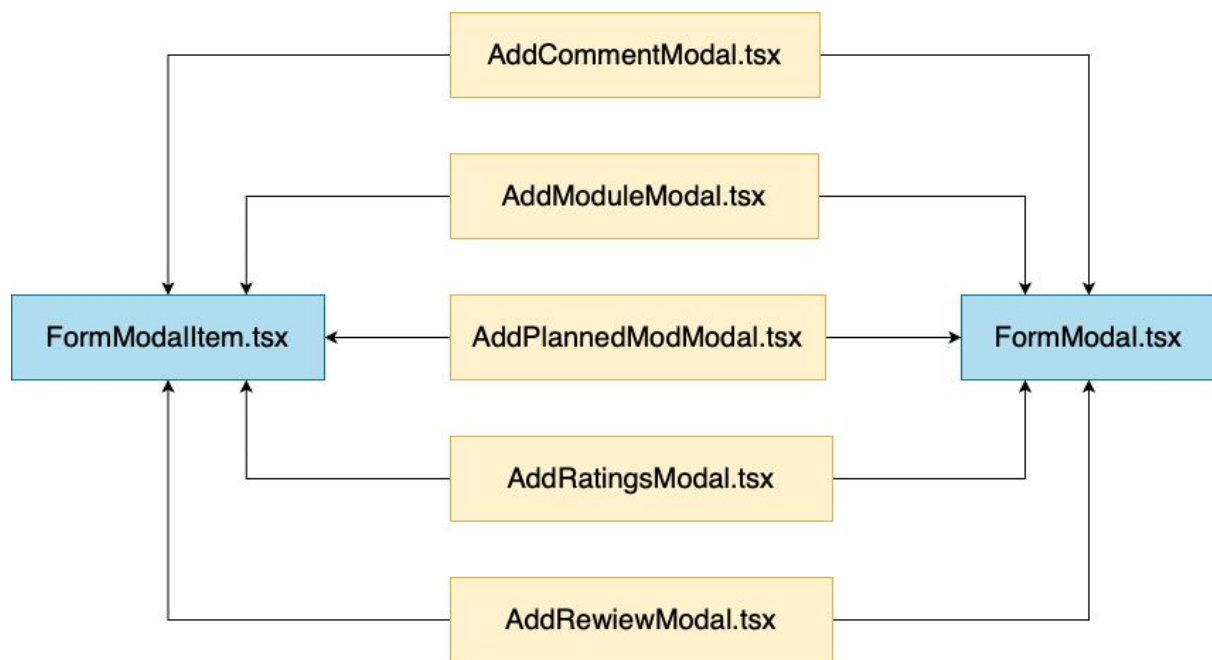 AddCommentModal.tsx
AddModuleModal.tsx
FormModalItem.tsx
AddPlannedModModal.tsx
FormModal.tsx
AddRatingsModal.tsx
AddRewiewModal.tsx